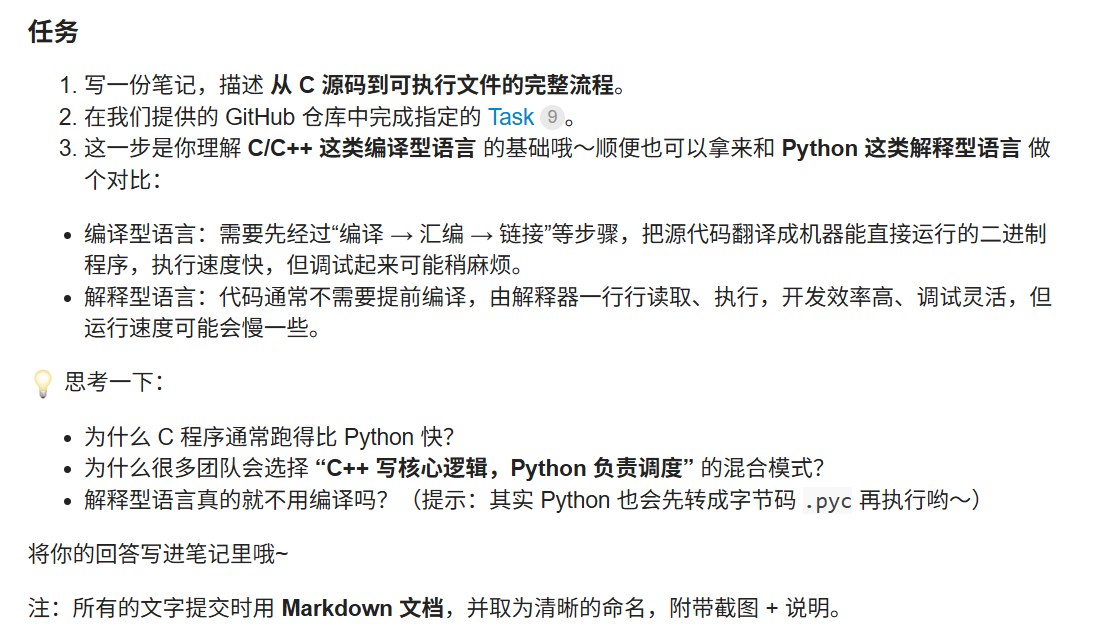 任务
1. 写一份笔记，描述 从 C 源码到可执行文件的完整流程。
2. 在我们提供的 GitHub 仓库中完成指定的 Task 9 。
3. 这一步是你理解 C/C++ 这类编译型语言 的基础哦～顺便也可以拿来和 Python 这类解释型语言 做
个对比：
• 编译型语言：需要先经过“编译 → 汇编 → 链接”等步骤，把源代码翻译成机器能直接运行的二进制
程序，执行速度快，但调试起来可能稍麻烦。
• 解释型语言：代码通常不需要提前编译，由解释器一行行读取、执行，开发效率高、调试灵活，但
运行速度可能会慢一些。
💡 思考一下：
• 为什么 C 程序通常跑得比 Python 快？
• 为什么很多团队会选择 “C++ 写核心逻辑，Python 负责调度” 的混合模式？
• 解释型语言真的就不用编译吗？（提示：其实 Python 也会先转成字节码 .pyc 再执行哟～）
将你的回答写进笔记里哦~
注：所有的文字提交时用 Markdown 文档，并取为清晰的命名，附带截图 + 说明。